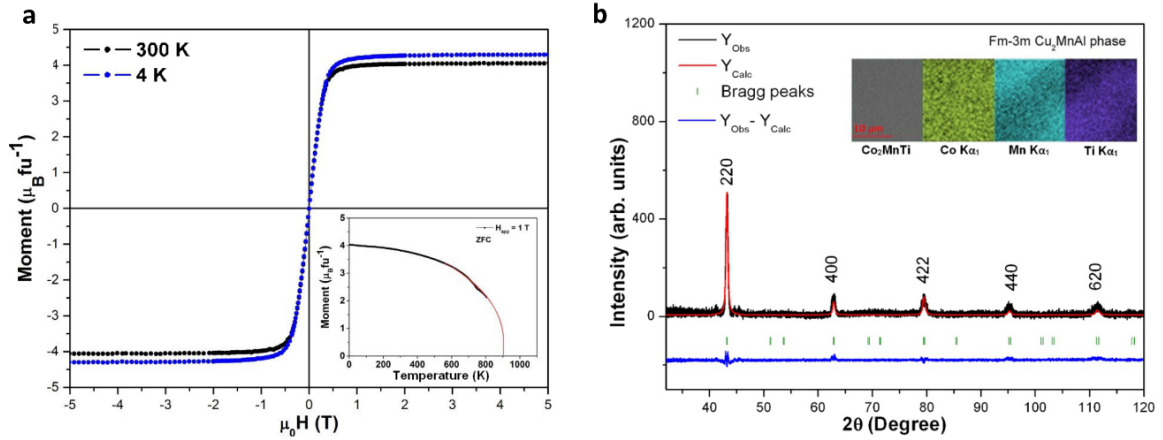 a
300 K
4 K
Moment (μBfu⁻¹)
5
4
3
2
1
0
-1
-2
-3
-4
-5
-5 -4 -3 -2 -1 0 1 2 3 4 5
μ₀H (T)
Moment (μBfu⁻¹)
5
4
3
2
1
0
Happ = 1 T
ZFC
0 200 400 600 800 1000
Temperature (K)
b
Intensity (arb. units)
1200
800
400
0
YObs
YCalc
Bragg peaks
YObs - YCalc
Fm-3m Cu₂MnAl phase
10 μm
Co₂MnTi Co Kα₁ Mn Kα₁ Ti Kα₁
220
400
422
440
620
40 50 60 70 80 90 100 110 120
2θ (Degree)